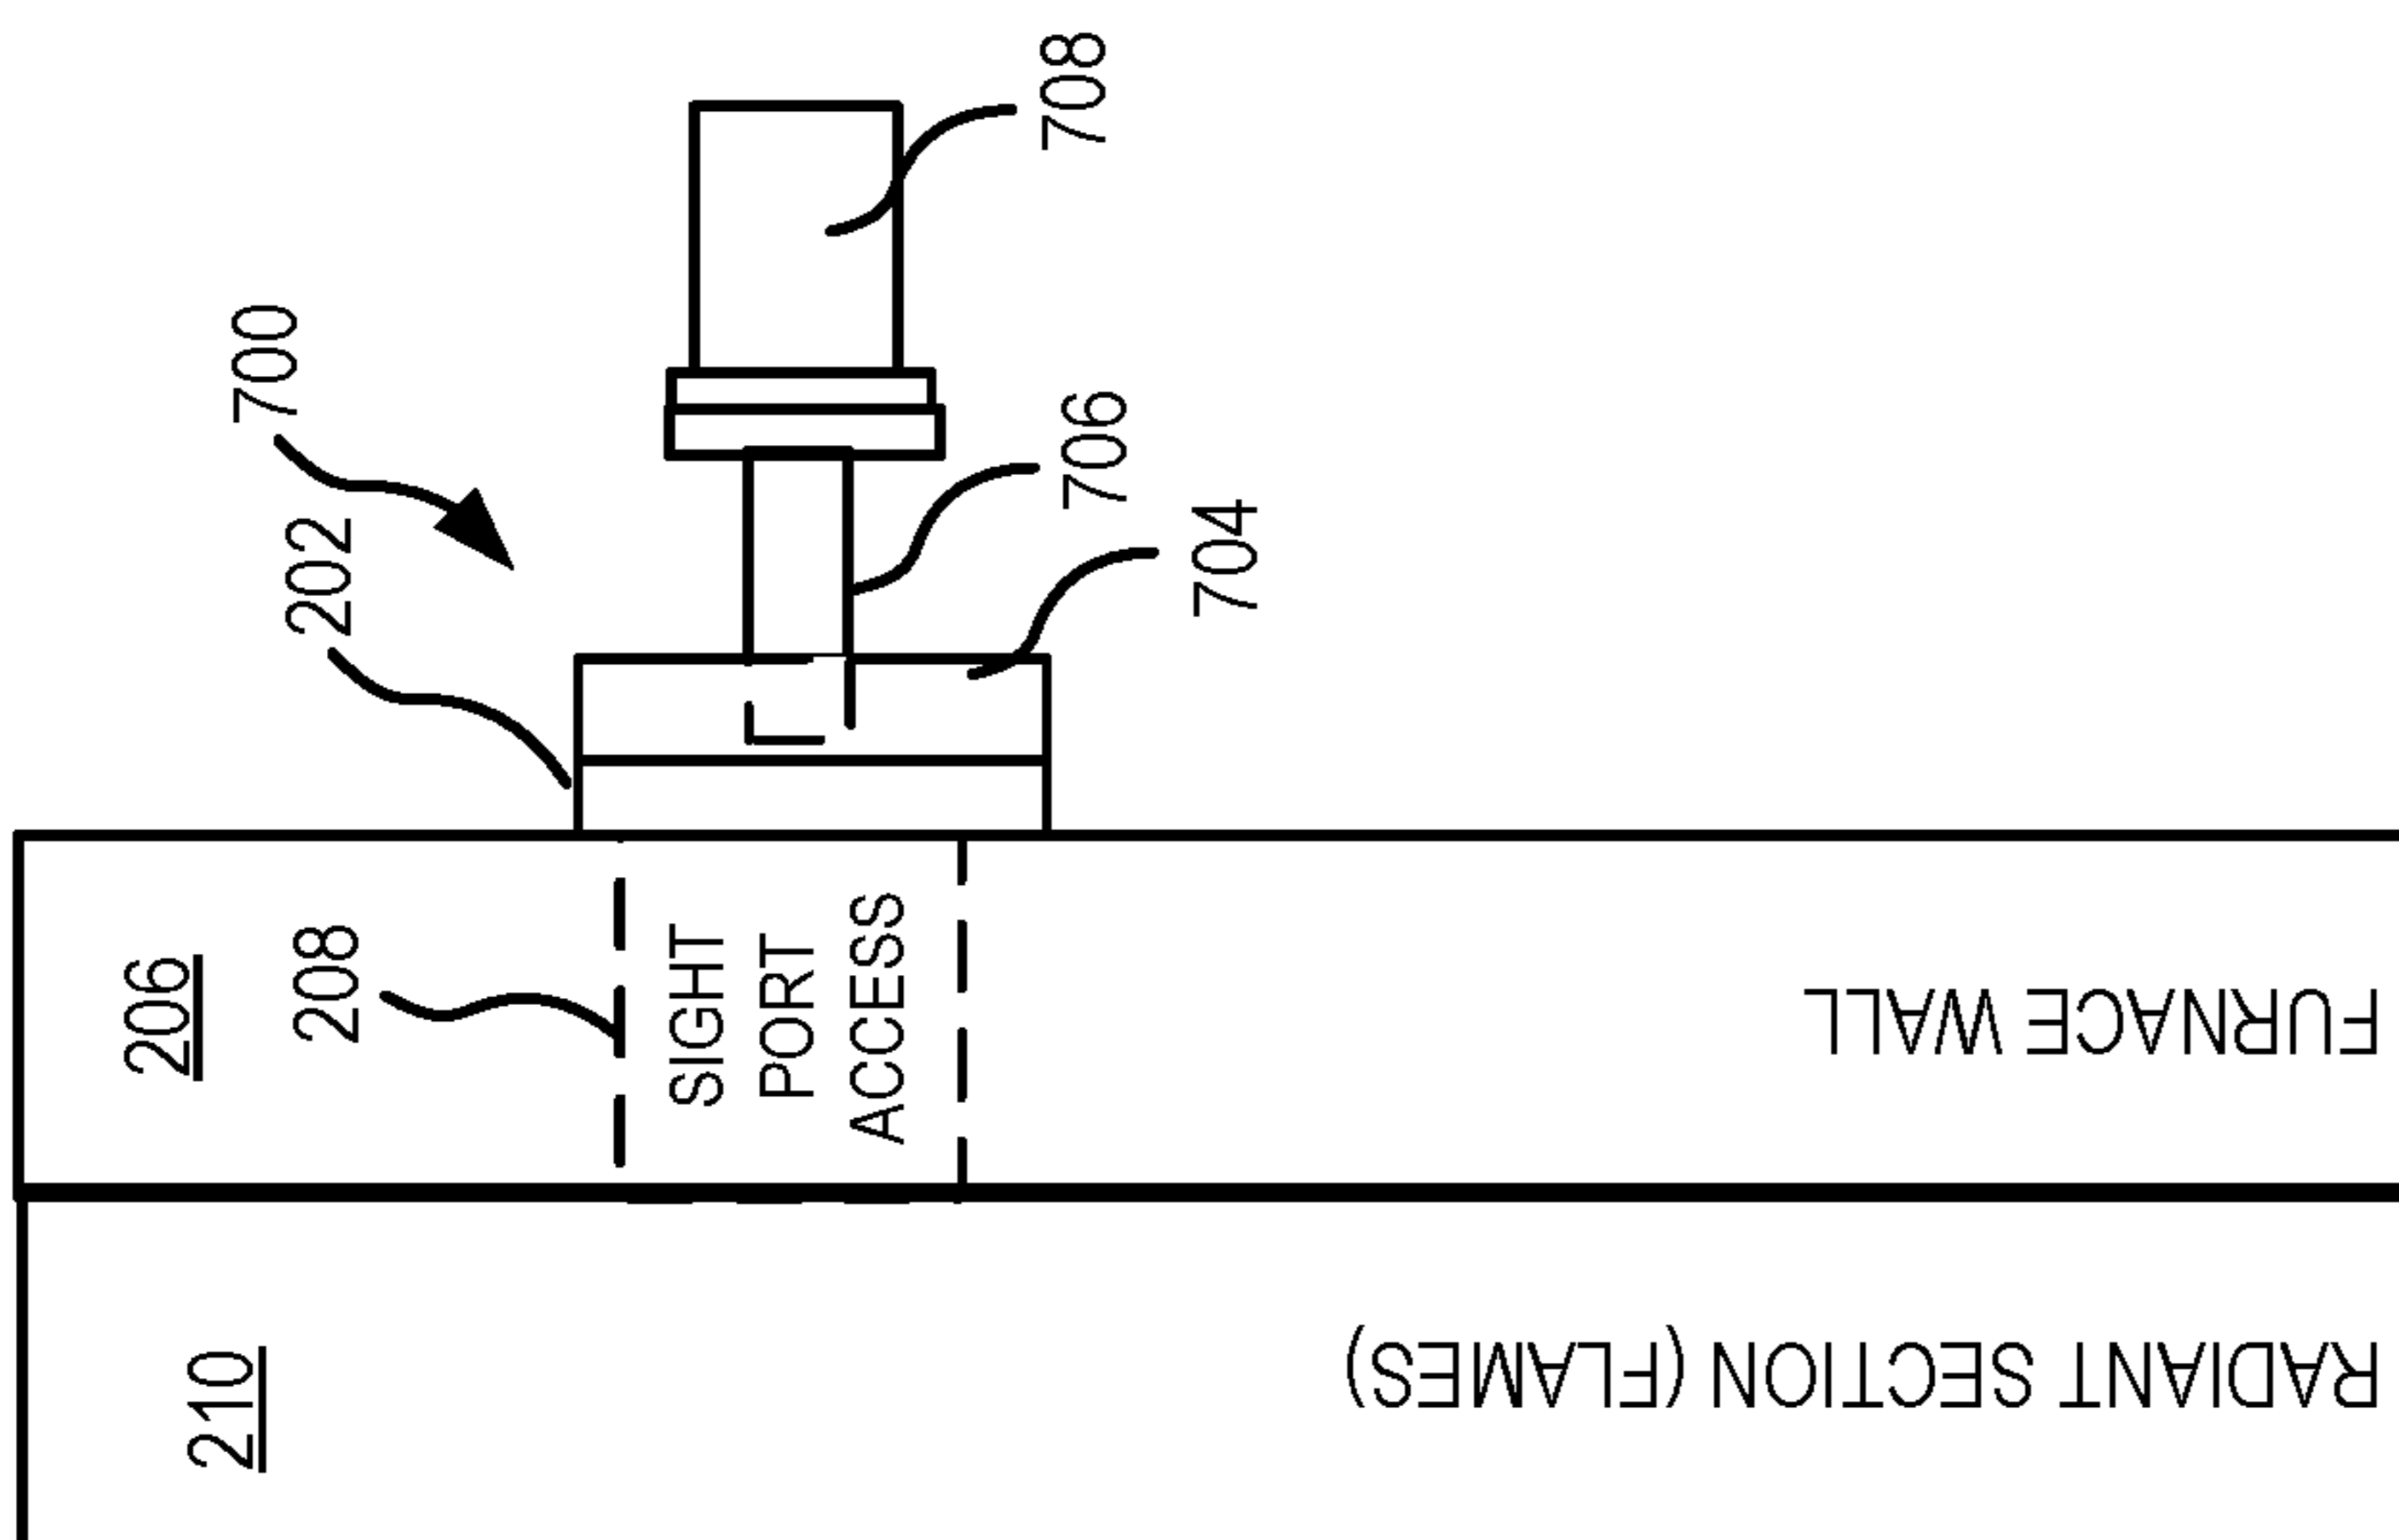 708
700
706
202
704
206
208
SIGHT
PORT
ACCESS
FURNACE WALL
210
RADIANT SECTION (FLAMES)